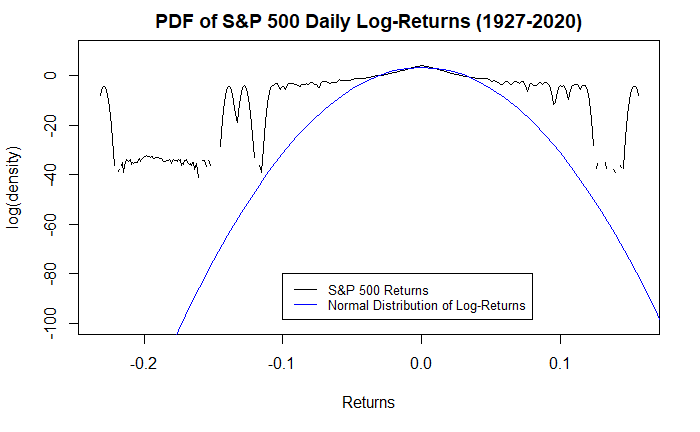 PDF of S&P 500 Daily Log-Returns (1927-2020)
log(density)
0
-20
-40
-60
-80
-100
S&P 500 Returns
Normal Distribution of Log-Returns
-0.2 -0.1 0.0 0.1
Returns